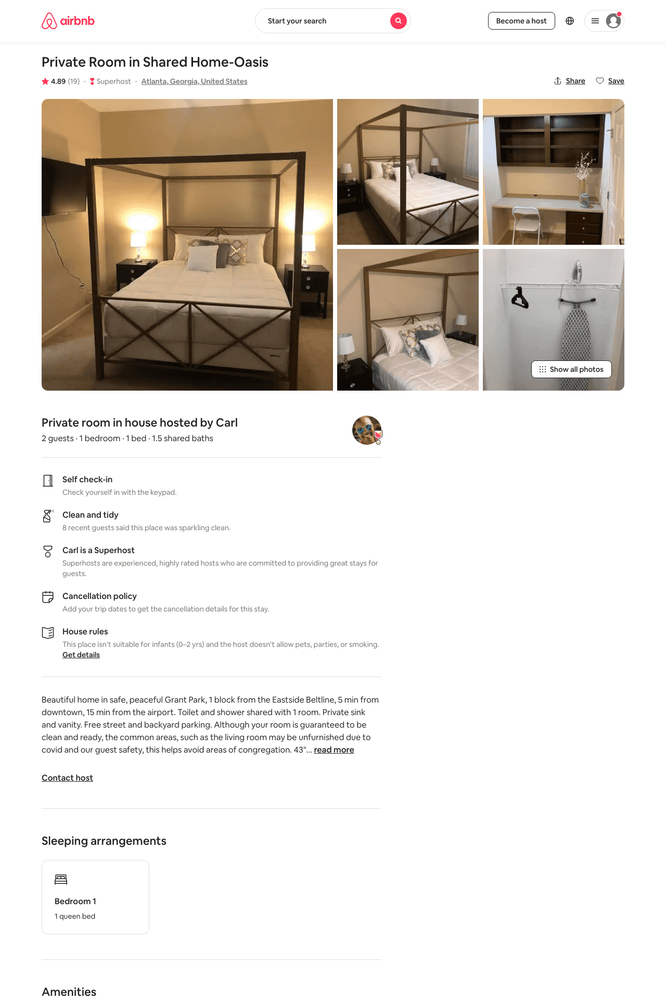 airbnb
Start your search
Become a host
Private Room in Shared Home-Oasis
4.89 (19) · Superhost · Atlanta, Georgia, United States
Share
Save
Show all photos
Private room in house hosted by Carl
2 guests · 1 bedroom · 1 bed · 1.5 shared baths
Self check-in
Check yourself in with the keypad.
Clean and tidy
8 recent guests said this place was sparkling clean.
Carl is a Superhost
Superhosts are experienced, highly rated hosts who are committed to providing great stays for
guests.
Cancellation policy
Add your trip dates to get the cancellation details for this stay.
House rules
This place isn’t suitable for infants (0–2 yrs) and the host doesn’t allow pets, parties, or smoking.
Get details
Beautiful home in safe, peaceful Grant Park, 1 block from the Eastside Beltline, 5 min from
downtown, 15 min from the airport. Toilet and shower shared with 1 room. Private sink
and vanity. Free street and backyard parking. Although your room is guaranteed to be
clean and ready, the common areas, such as the living room may be unfurnished due to
covid and our guest safety, this helps avoid areas of congregation. 43"... read more
Contact host
Sleeping arrangements
Bedroom 1
1 queen bed
Amenities